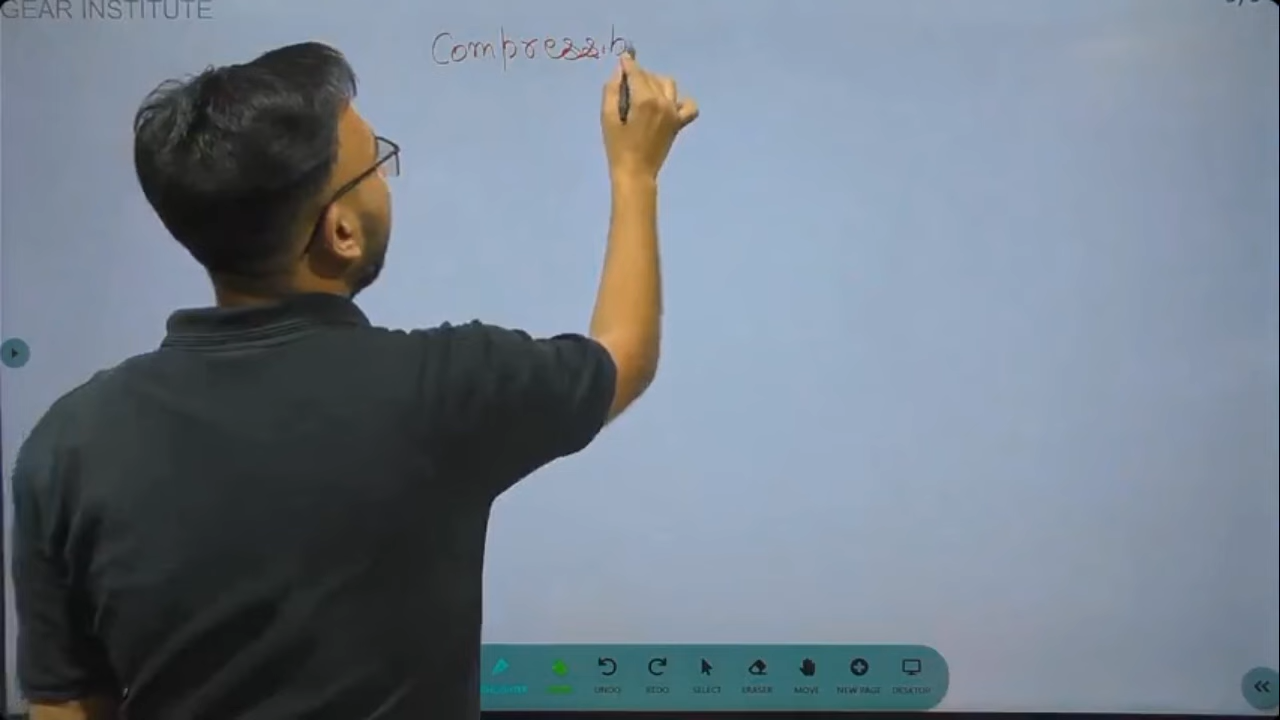 GEAR INSTITUTE
Compressib
UNDO REDO SELECT ERASER MOVE NEW PAGE DESKTOP